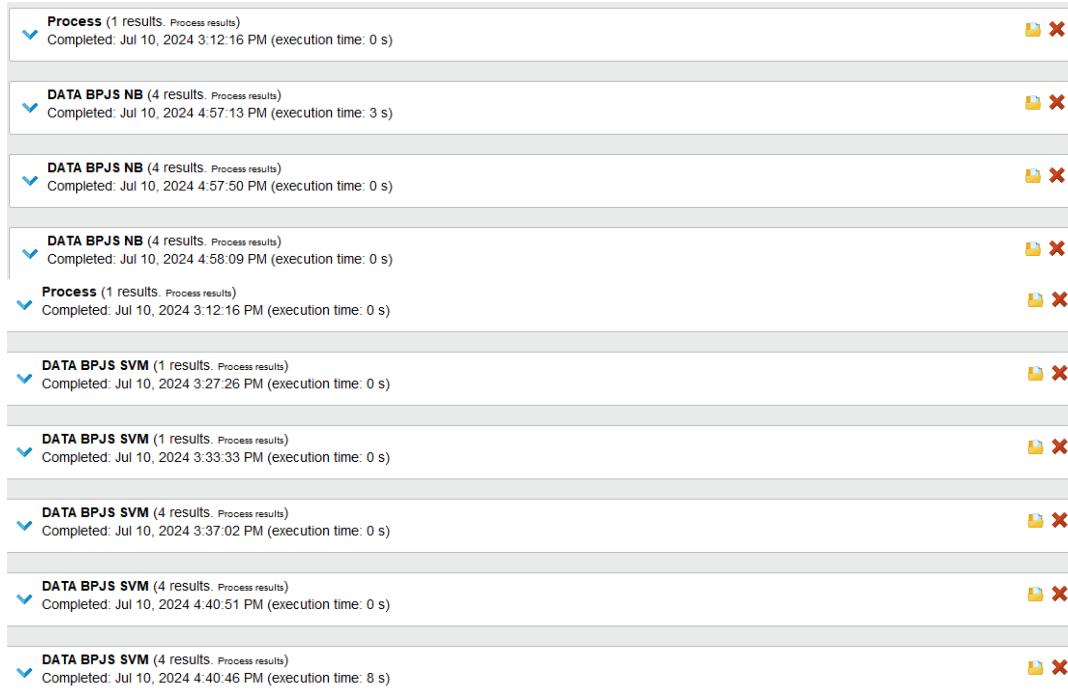 Process (1 results. Process results)
Completed: Jul 10, 2024 3:12:16 PM (execution time: 0 s)
DATA BPJS NB (4 results. Process results)
Completed: Jul 10, 2024 4:57:13 PM (execution time: 3 s)
DATA BPJS NB (4 results. Process results)
Completed: Jul 10, 2024 4:57:50 PM (execution time: 0 s)
DATA BPJS NB (4 results. Process results)
Completed: Jul 10, 2024 4:58:09 PM (execution time: 0 s)
Process (1 results. Process results)
Completed: Jul 10, 2024 3:12:16 PM (execution time: 0 s)
DATA BPJS SVM (1 results. Process results)
Completed: Jul 10, 2024 3:27:26 PM (execution time: 0 s)
DATA BPJS SVM (1 results. Process results)
Completed: Jul 10, 2024 3:33:33 PM (execution time: 0 s)
DATA BPJS SVM (4 results. Process results)
Completed: Jul 10, 2024 3:37:02 PM (execution time: 0 s)
DATA BPJS SVM (4 results. Process results)
Completed: Jul 10, 2024 4:40:51 PM (execution time: 0 s)
DATA BPJS SVM (4 results. Process results)
Completed: Jul 10, 2024 4:40:46 PM (execution time: 8 s)